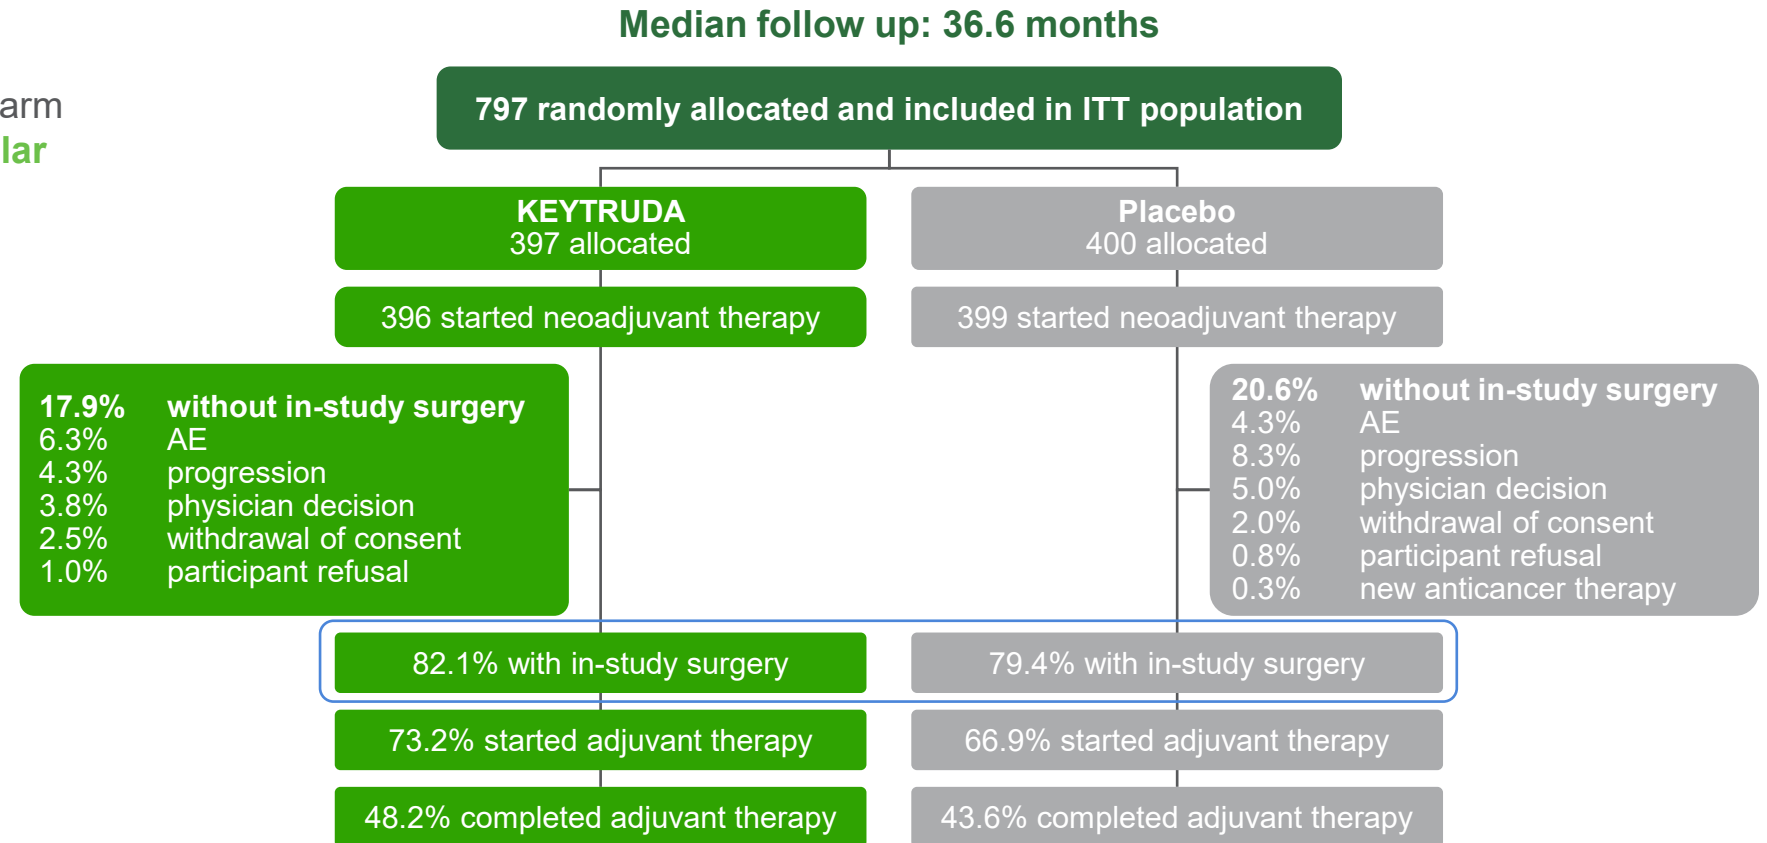 Median follow up: 36.6 months
arm
lar
797 randomly allocated and included in ITT population
KEYTRUDA
397 allocated
Placebo
400 allocated
396 started neoadjuvant therapy
399 started neoadjuvant therapy
17.9% without in-study surgery
6.3% AE
4.3% progression
3.8% physician decision
2.5% withdrawal of consent
1.0% participant refusal
20.6% without in-study surgery
4.3% AE
8.3% progression
5.0% physician decision
2.0% withdrawal of consent
0.8% participant refusal
0.3% new anticancer therapy
82.1% with in-study surgery
79.4% with in-study surgery
73.2% started adjuvant therapy
66.9% started adjuvant therapy
48.2% completed adjuvant therapy
43.6% completed adjuvant therapy